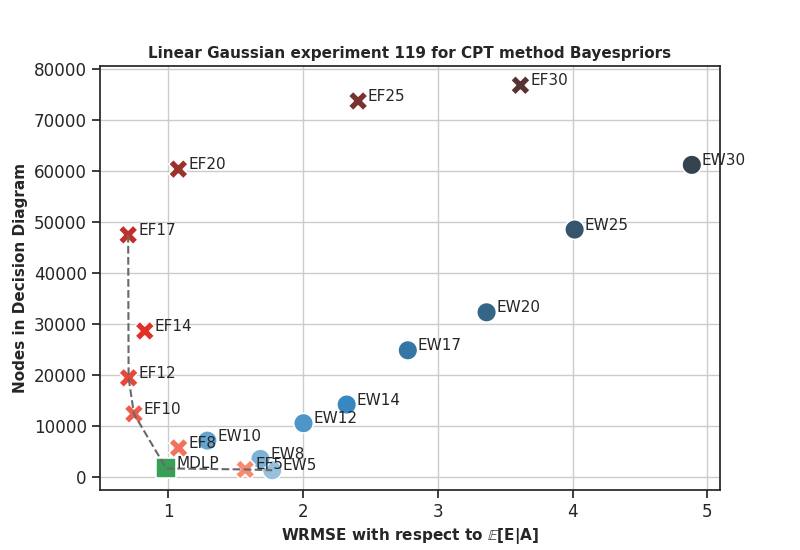 Linear Gaussian experiment 119 for CPT method Bayespriors
80000
70000
60000
50000
40000
30000
20000
10000
0
Nodes in Decision Diagram
EF30
EF25
EF20
EW30
EF17
EW25
EF14
EW20
EW17
EF12
EW14
EF10
EW12
EW10
EF8
EW8
MDLP
EF5
EW5
1
2
3
4
5
WRMSE with respect to 𝔼[E|A]